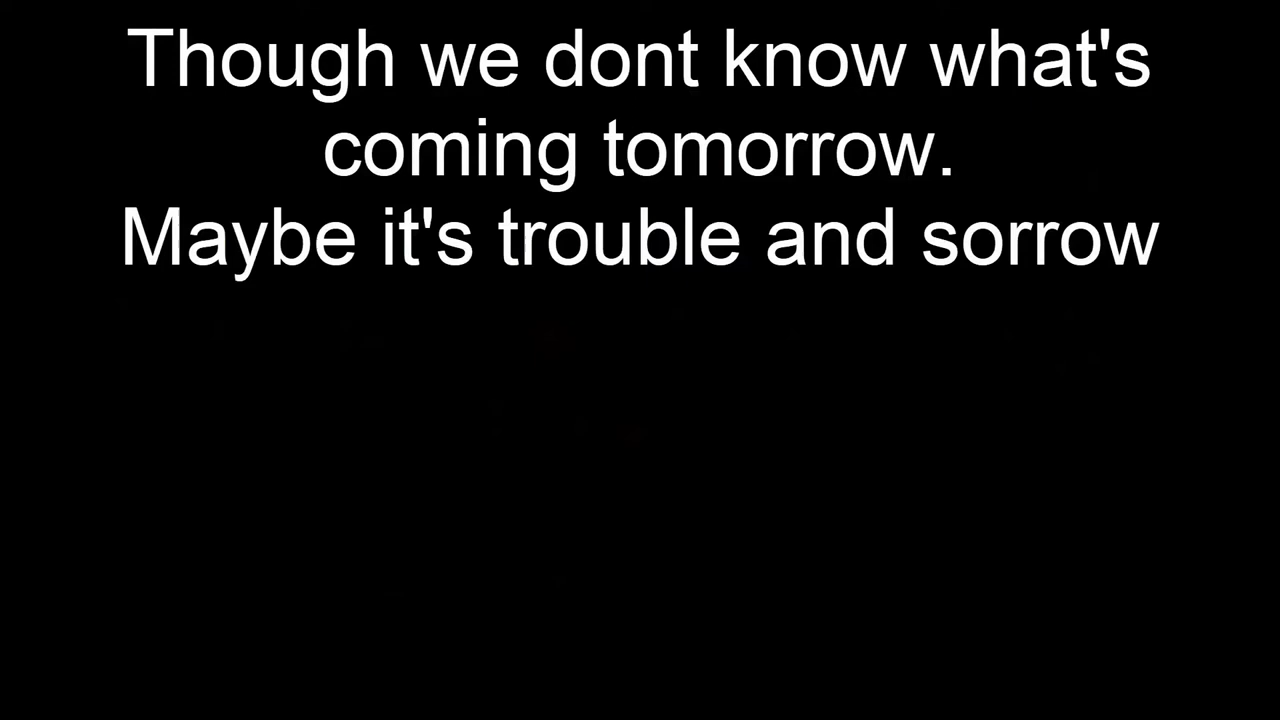 Though we dont know what's
coming tomorrow.
Maybe it's trouble and sorrow